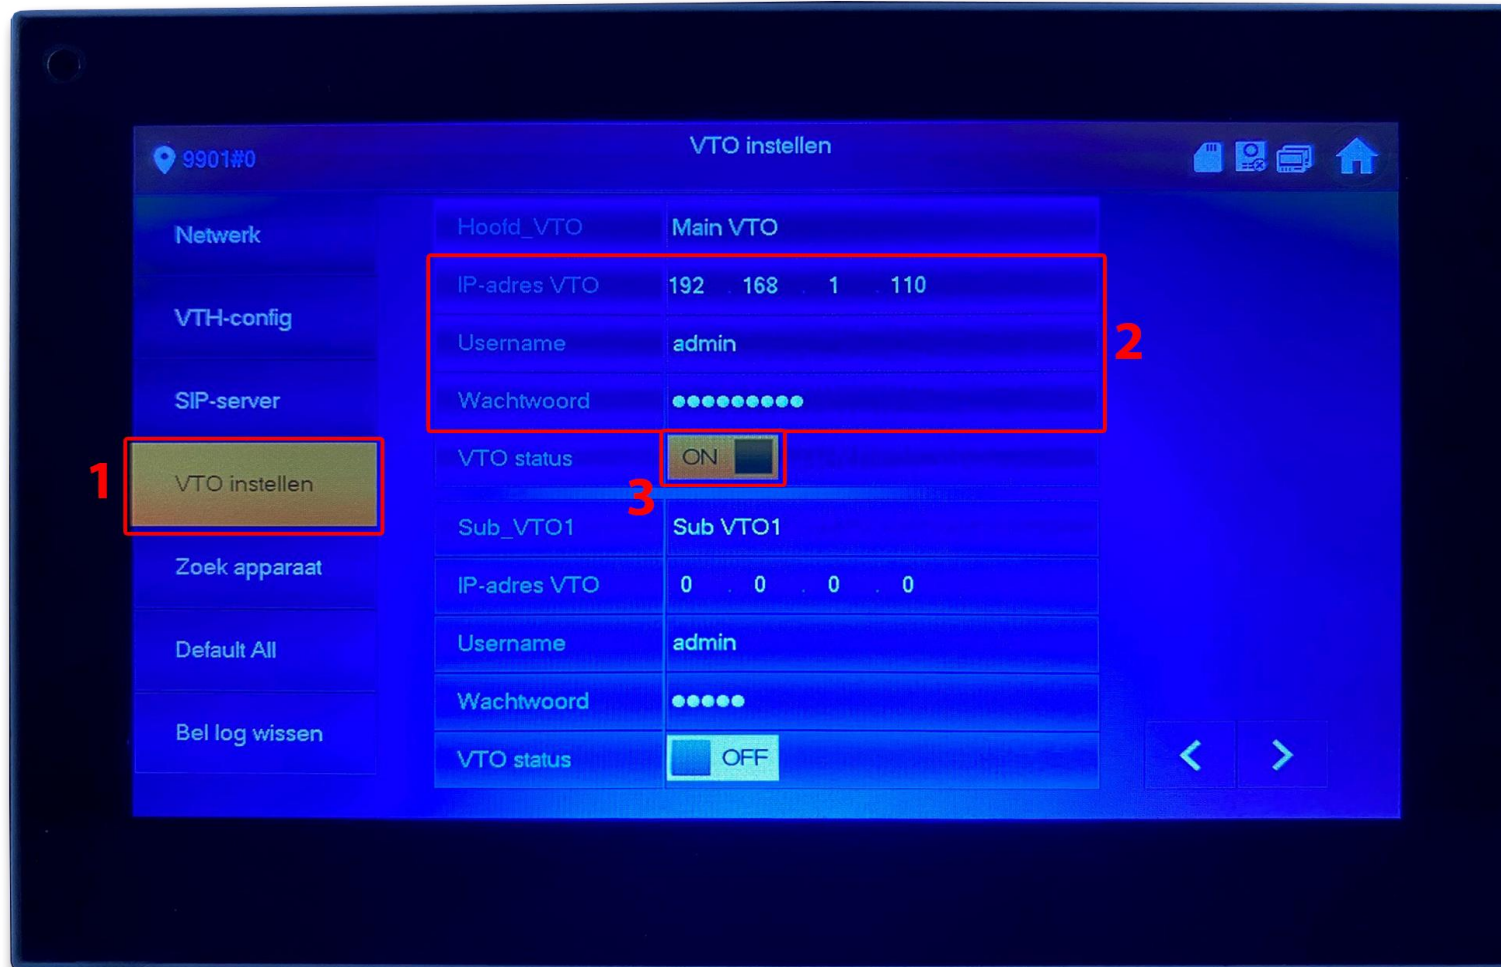 VTO instellen
9901#0
Netwerk
VTH-config
SIP-server
1
VTO instellen
Zoek apparaat
Default All
Bel log wissen
Hoofd_VTO Main VTO
IP-adres VTO 192 . 168 . 1 . 110
Username admin
Wachtwoord ●●●●●●●●●
2
VTO status ON
3
Sub_VTO1 Sub VTO1
IP-adres VTO 0 . 0 . 0 . 0
Username admin
Wachtwoord ●●●●●
VTO status OFF
< >